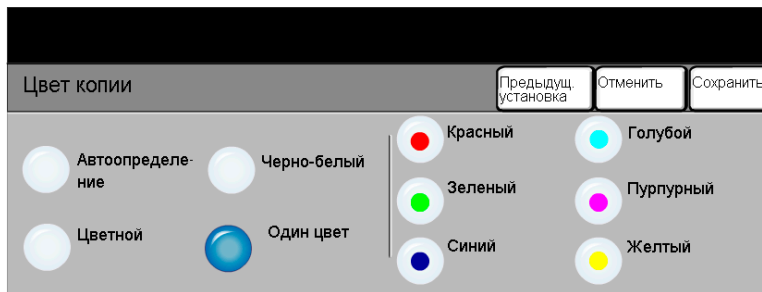 Цвет копии
Предыдущ.
установка
Отменить
Сохранить
Автоопределе-
ние
Черно-белый
Цветной
Один цвет
Красный
Голубой
Зеленый
Пурпурный
Синий
Желтый